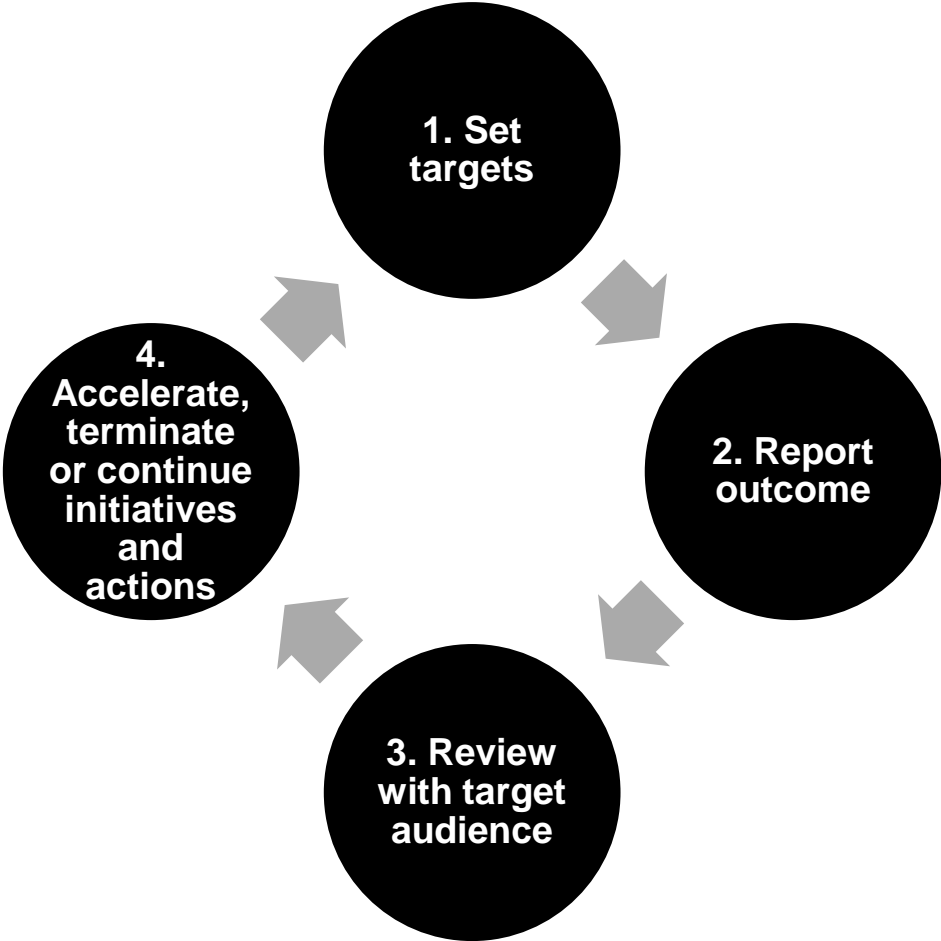 1. Set
targets
2. Report
outcome
3. Review
with target
audience
4.
Accelerate,
terminate
or continue
initiatives
and
actions